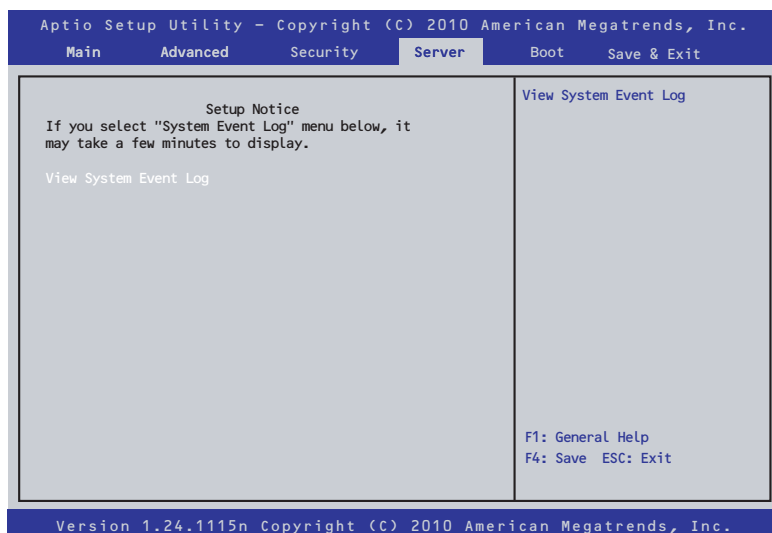 Aptio Setup Utility – Copyright (C) 2010 American Megatrends, Inc.
Main Advanced Security Server Boot Save & Exit
Setup Notice
If you select "System Event Log" menu below, it
may take a few minutes to display.
View System Event Log
View System Event Log
F1: General Help
F4: Save ESC: Exit
Version 1.24.1115n Copyright (C) 2010 American Megatrends, Inc.